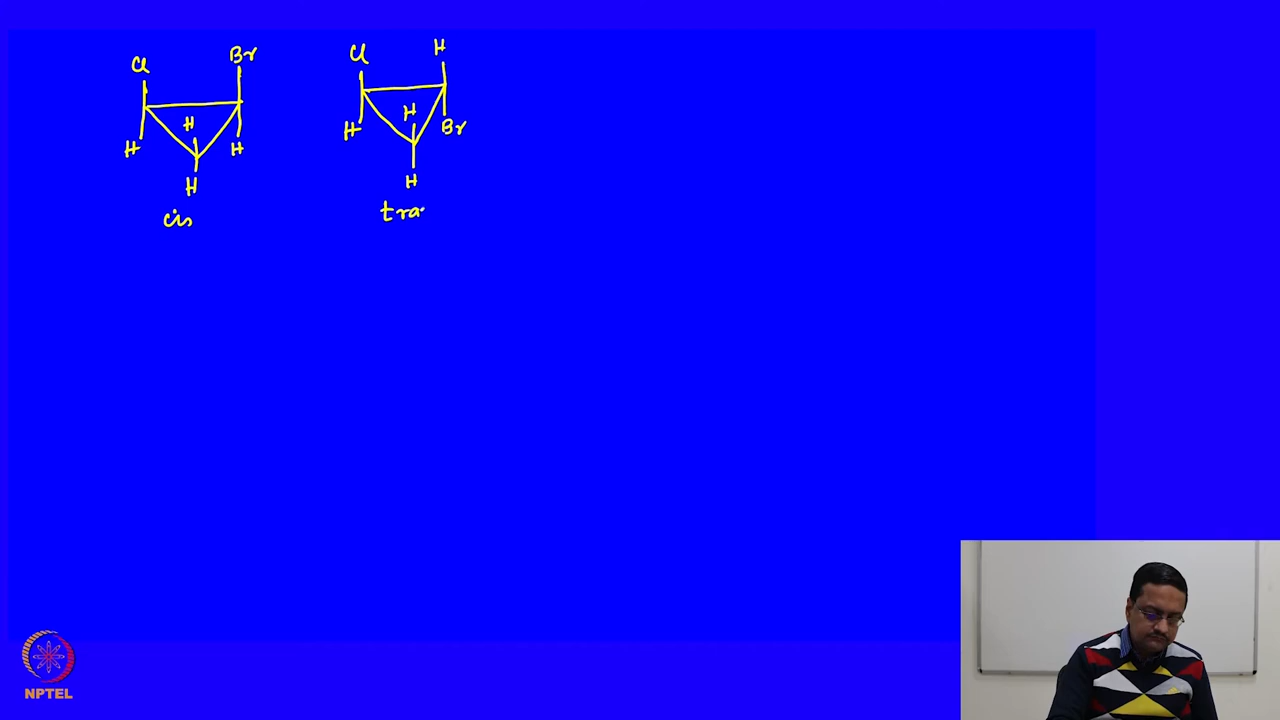 Cl Br
H H H
H
cis
Cl H
H H Br
H
tra
NPTEL